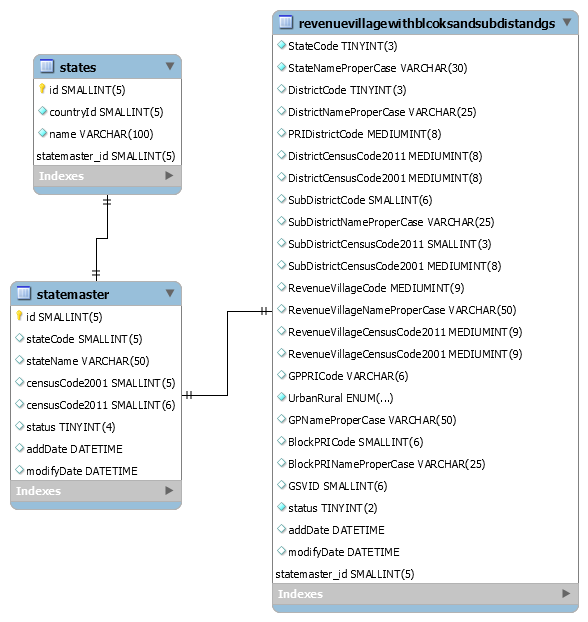 states
id SMALLINT(5)
countryId SMALLINT(5)
name VARCHAR(100)
statemaster_id SMALLINT(5)
Indexes
statemaster
id SMALLINT(5)
stateCode SMALLINT(5)
stateName VARCHAR(50)
censusCode2001 SMALLINT(5)
censusCode2011 SMALLINT(6)
status TINYINT(4)
addDate DATETIME
modifyDate DATETIME
Indexes
revenuevillagewithblcoksandsubdistandgs
StateCode TINYINT(3)
StateNameProperCase VARCHAR(30)
DistrictCode TINYINT(3)
DistrictNameProperCase VARCHAR(25)
PRIDistrictCode MEDIUMINT(8)
DistrictCensusCode2011 MEDIUMINT(8)
DistrictCensusCode2001 MEDIUMINT(8)
SubDistrictCode SMALLINT(6)
SubDistrictNameProperCase VARCHAR(25)
SubDistrictCensusCode2011 SMALLINT(3)
SubDistrictCensusCode2001 MEDIUMINT(8)
RevenueVillageCode MEDIUMINT(9)
RevenueVillageNameProperCase VARCHAR(50)
RevenueVillageCensusCode2011 MEDIUMINT(9)
RevenueVillageCensusCode2001 MEDIUMINT(9)
GPPRICode VARCHAR(6)
UrbanRural ENUM(...)
GPNameProperCase VARCHAR(50)
BlockPRICode SMALLINT(6)
BlockPRINameProperCase VARCHAR(25)
GSVID SMALLINT(6)
status TINYINT(2)
addDate DATETIME
modifyDate DATETIME
statemaster_id SMALLINT(5)
Indexes